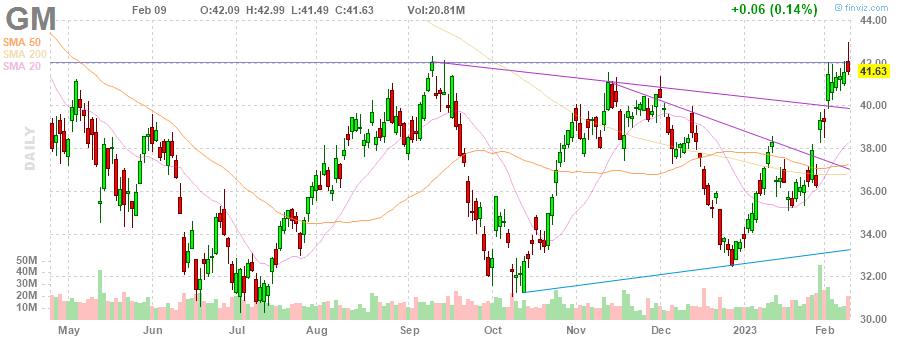 GM
Feb 09 O:42.09 H:42.99 L:41.49 C:41.63 Vol:20.81M +0.06 (0.14%)
© finviz.com
SMA 50
SMA 200
SMA 20
DAILY
44.00
42.00
41.63
40.00
38.00
36.00
34.00
32.00
30.00
50M
40M
30M
20M
10M
May Jun Jul Aug Sep Oct Nov Dec 2023 Feb